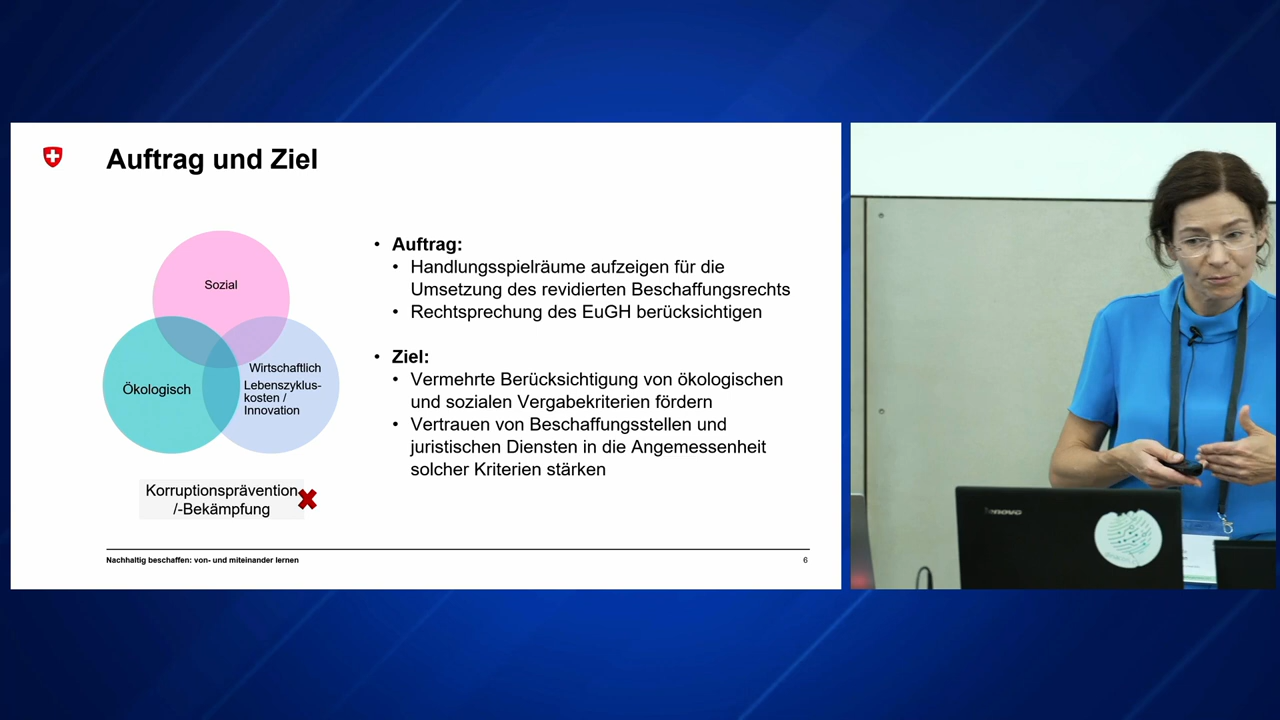 Auftrag und Ziel
Sozial
Ökologisch
Wirtschaftlich
Lebenszyklus-
kosten /
Innovation
Korruptionsprävention
/-Bekämpfung
• Auftrag:
• Handlungsspielräume aufzeigen für die
Umsetzung des revidierten Beschaffungsrechts
• Rechtsprechung des EuGH berücksichtigen
• Ziel:
• Vermehrte Berücksichtigung von ökologischen
und sozialen Vergabekriterien fördern
• Vertrauen von Beschaffungsstellen und
juristischen Diensten in die Angemessenheit
solcher Kriterien stärken
Nachhaltig beschaffen: von- und miteinander lernen
6
lenovo